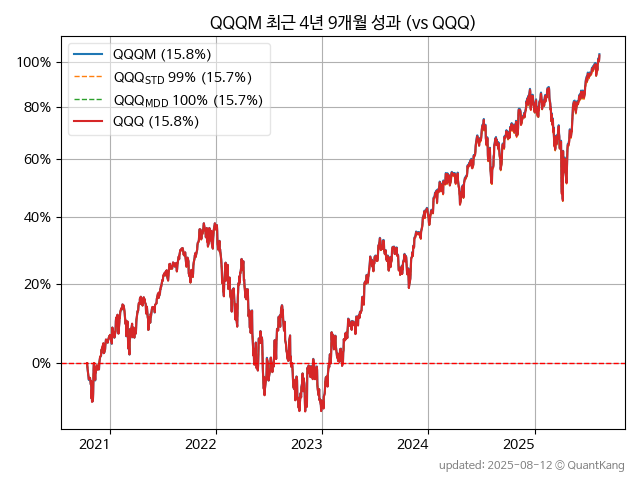 QQQM 최근 4년 9개월 성과 (vs QQQ)
QQQM (15.8%)
QQQSTD 99% (15.7%)
QQQMDD 100% (15.7%)
QQQ (15.8%)
100%
80%
60%
40%
20%
0%
2021 2022 2023 2024 2025
updated: 2025-08-12 © QuantKang